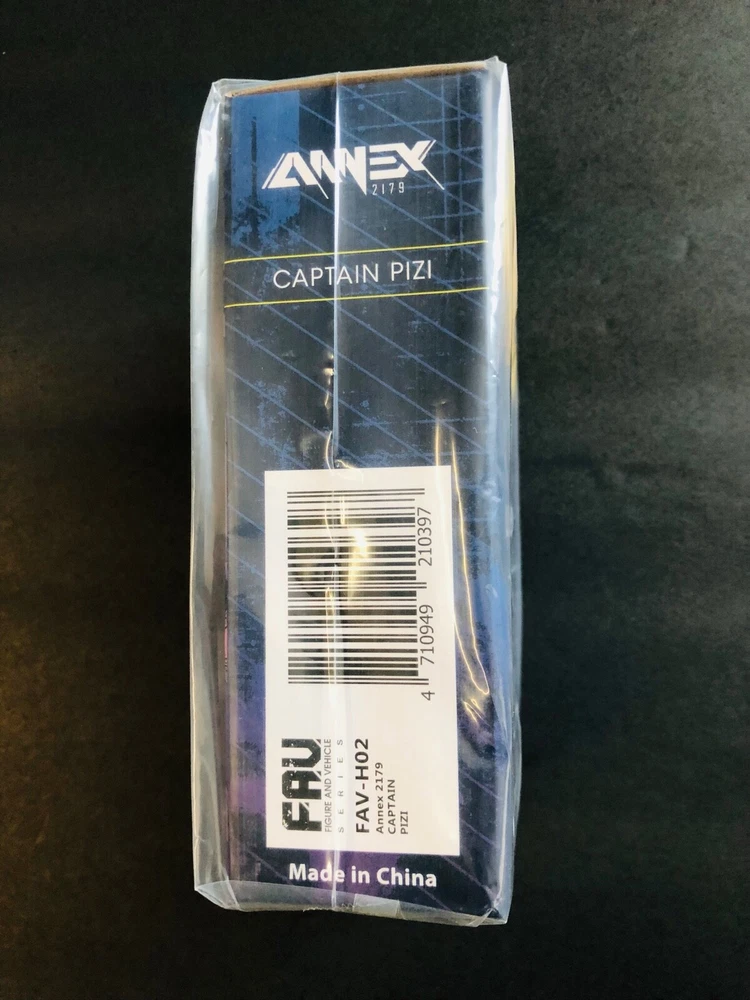 ANNEX
2179
CAPTAIN PIZI
4 710949 210397
FAV
FIGURE AND VEHICLE
SERIES
FAV-H02
Annex 2179
CAPTAIN
PIZI
Made in China